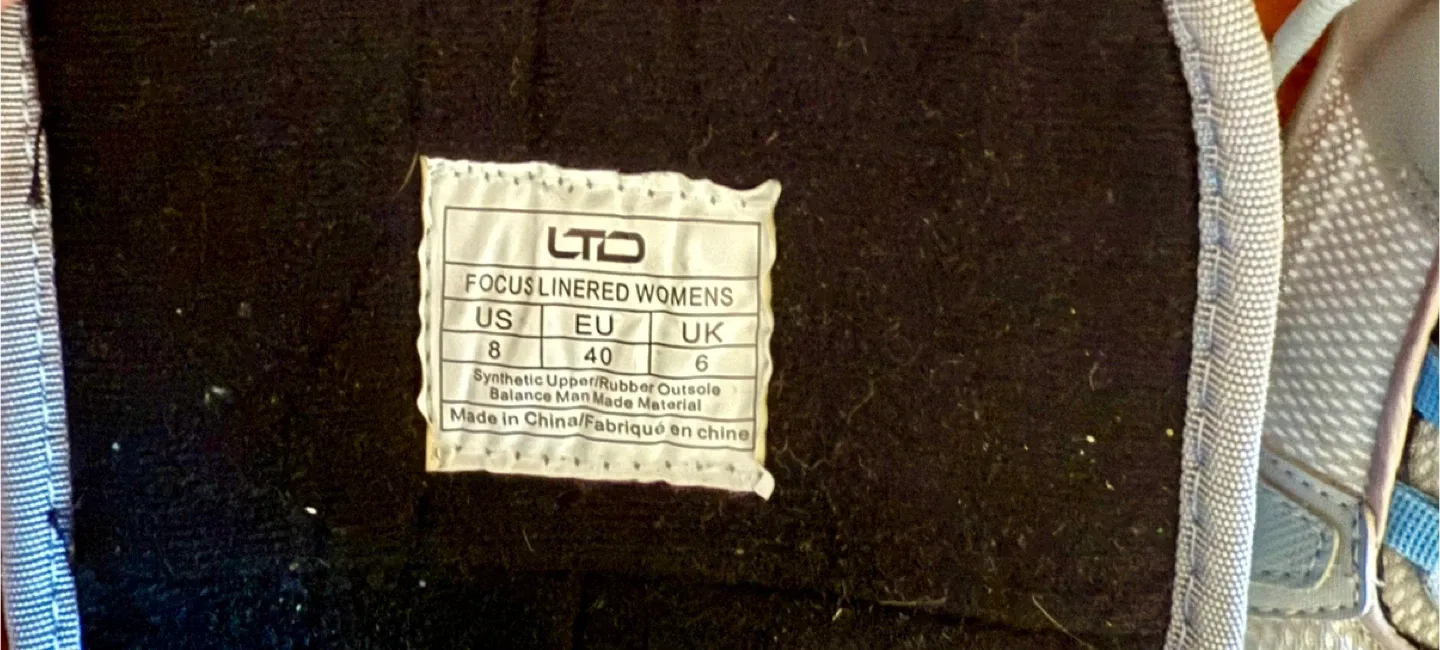 LTD
FOCUS LINERED WOMENS
US EU UK
8 40 6
Synthetic Upper/Rubber Outsole
Balance Man Made Material
Made in China/Fabriqué en chine